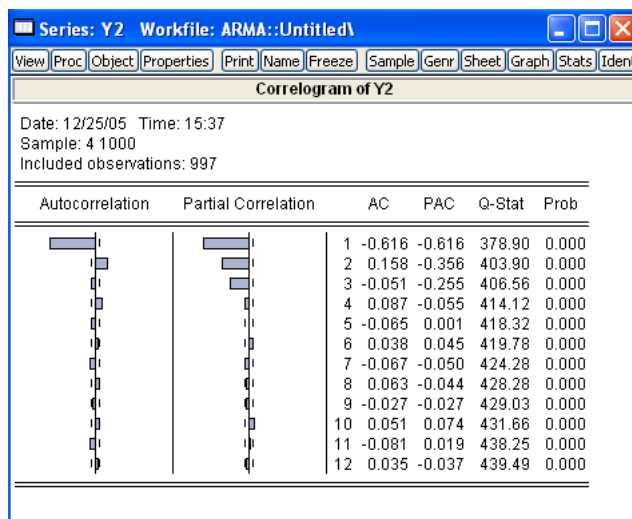 Series: Y2 Workfile: ARMA::Untitled\
View Proc Object Properties Print Name Freeze Sample Genr Sheet Graph Stats Iden
Correlogram of Y2
Date: 12/25/05 Time: 15:37
Sample: 4 1000
Included observations: 997
Autocorrelation Partial Correlation AC PAC Q-Stat Prob
1 -0.616 -0.616 378.90 0.000
2 0.158 -0.356 403.90 0.000
3 -0.051 -0.255 406.56 0.000
4 0.087 -0.055 414.12 0.000
5 -0.065 0.001 418.32 0.000
6 0.038 0.045 419.78 0.000
7 -0.067 -0.050 424.28 0.000
8 0.063 -0.044 428.28 0.000
9 -0.027 -0.027 429.03 0.000
10 0.051 0.074 431.66 0.000
11 -0.081 0.019 438.25 0.000
12 0.035 -0.037 439.49 0.000